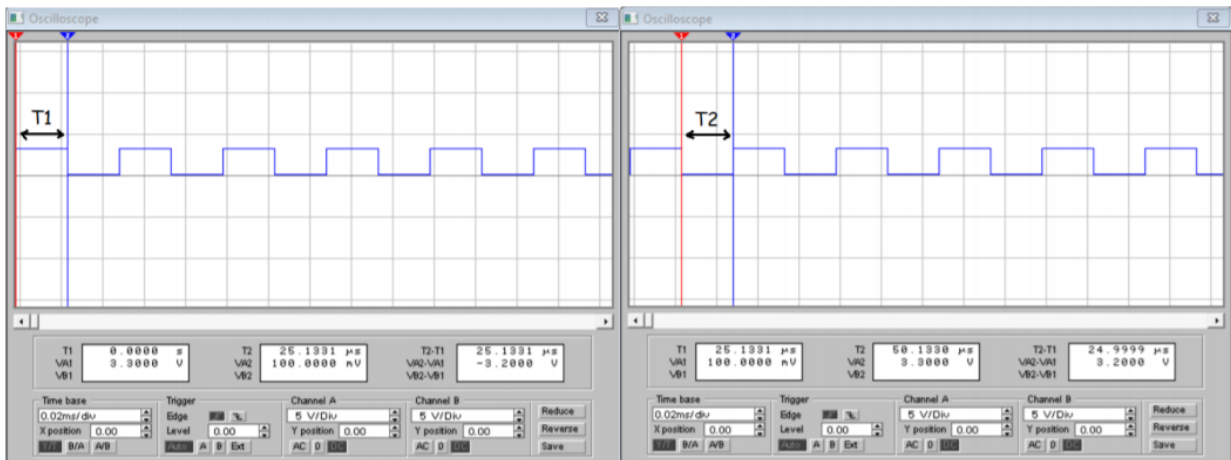 Oscilloscope
1
2
T1
T1 0.0000 s
VA1 3.3000 V
VB1
T2 25.1331 µs
VA2 100.0000 mV
VB2
T2-T1 25.1331 µs
VA2-VA1 -3.2000 V
VB2-VB1
Time base
0.02ms/div
X position 0.00
Y/T B/A A/B
Trigger
Edge
Level 0.00
Auto A B Ext
Channel A
5 V/Div
Y position 0.00
AC 0 DC
Channel B
5 V/Div
Y position 0.00
AC 0 DC
Reduce
Reverse
Save
Oscilloscope
1
2
T2
T1 25.1331 µs
VA1 100.0000 mV
VB1
T2 50.1330 µs
VA2 3.3000 V
VB2
T2-T1 24.9999 µs
VA2-VA1 3.2000 V
VB2-VB1
Time base
0.02ms/div
X position 0.00
Y/T B/A A/B
Trigger
Edge
Level 0.00
Auto A B Ext
Channel A
5 V/Div
Y position 0.00
AC 0 DC
Channel B
5 V/Div
Y position 0.00
AC 0 DC
Reduce
Reverse
Save